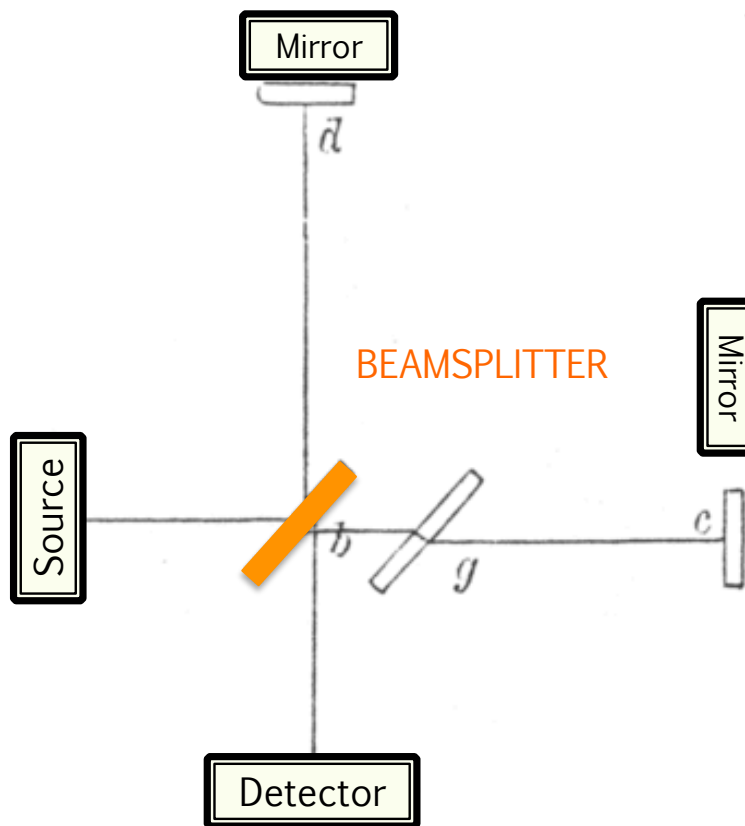 Mirror
d
BEAMSPLITTER
Mirror
Source
b
g
c
Detector